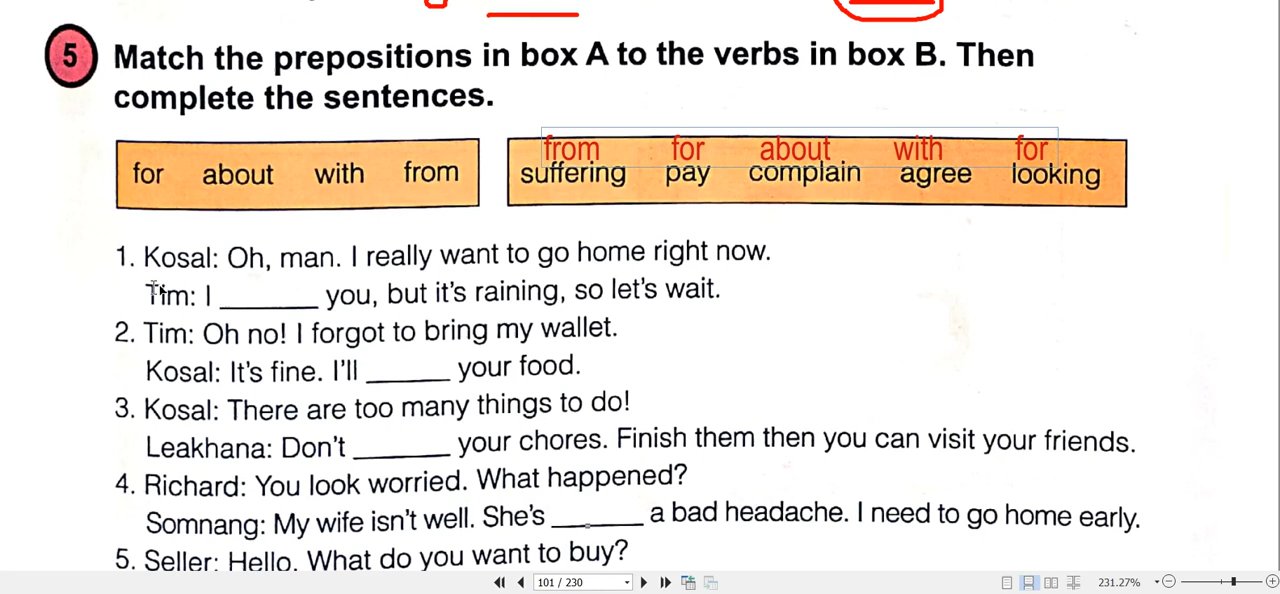 5 Match the prepositions in box A to the verbs in box B. Then
complete the sentences.
from for about with for
for about with from suffering pay complain agree looking
1. Kosal: Oh, man. I really want to go home right now.
Tim: I _______ you, but it's raining, so let's wait.
2. Tim: Oh no! I forgot to bring my wallet.
Kosal: It's fine. I'll ______ your food.
3. Kosal: There are too many things to do!
Leakhana: Don't _______ your chores. Finish them then you can visit your friends.
4. Richard: You look worried. What happened?
Somnang: My wife isn't well. She's ______ a bad headache. I need to go home early.
5. Seller: Hello. What do you want to buy?
101 / 230 231.27%